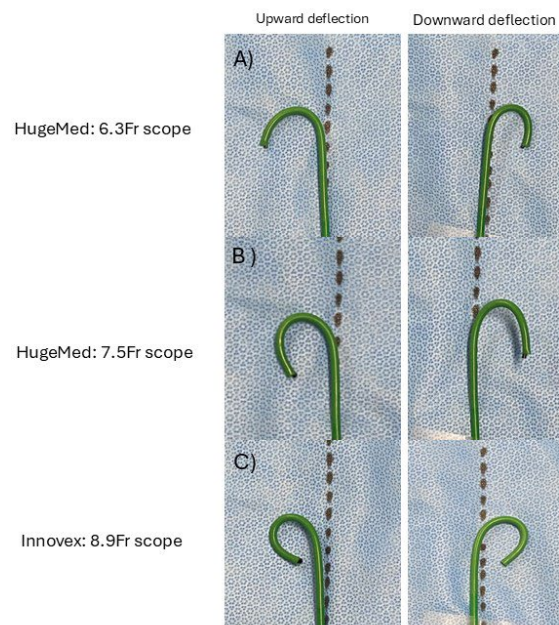 Upward deflection
Downward deflection
A)
HugeMed: 6.3Fr scope
B)
HugeMed: 7.5Fr scope
C)
Innovex: 8.9Fr scope